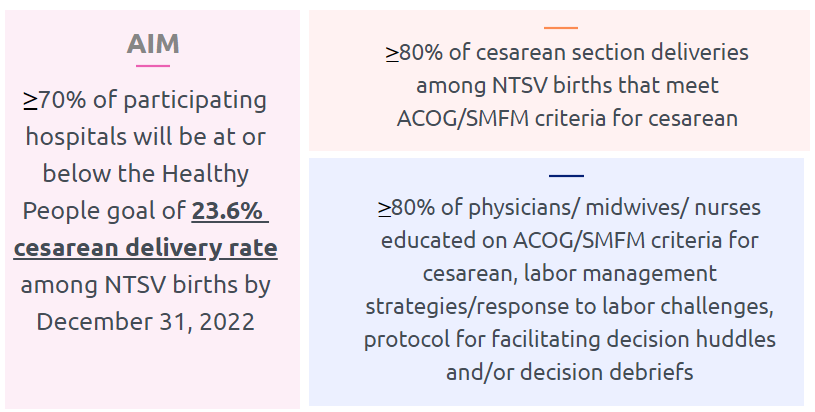 AIM
≥70% of participating
hospitals will be at or
below the Healthy
People goal of 23.6%
cesarean delivery rate
among NTSV births by
December 31, 2022
≥80% of cesarean section deliveries
among NTSV births that meet
ACOG/SMFM criteria for cesarean
≥80% of physicians/ midwives/ nurses
educated on ACOG/SMFM criteria for
cesarean, labor management
strategies/response to labor challenges,
protocol for facilitating decision huddles
and/or decision debriefs